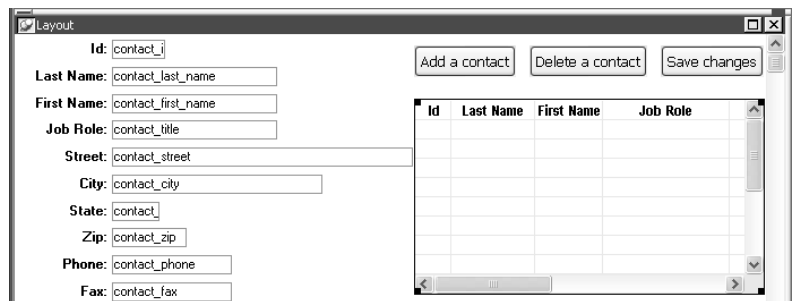 Layout
Id: contact_i
Last Name: contact_last_name
First Name: contact_first_name
Job Role: contact_title
Street: contact_street
City: contact_city
State: contact_
Zip: contact_zip
Phone: contact_phone
Fax: contact_fax
Add a contact Delete a contact Save changes
Id Last Name First Name Job Role